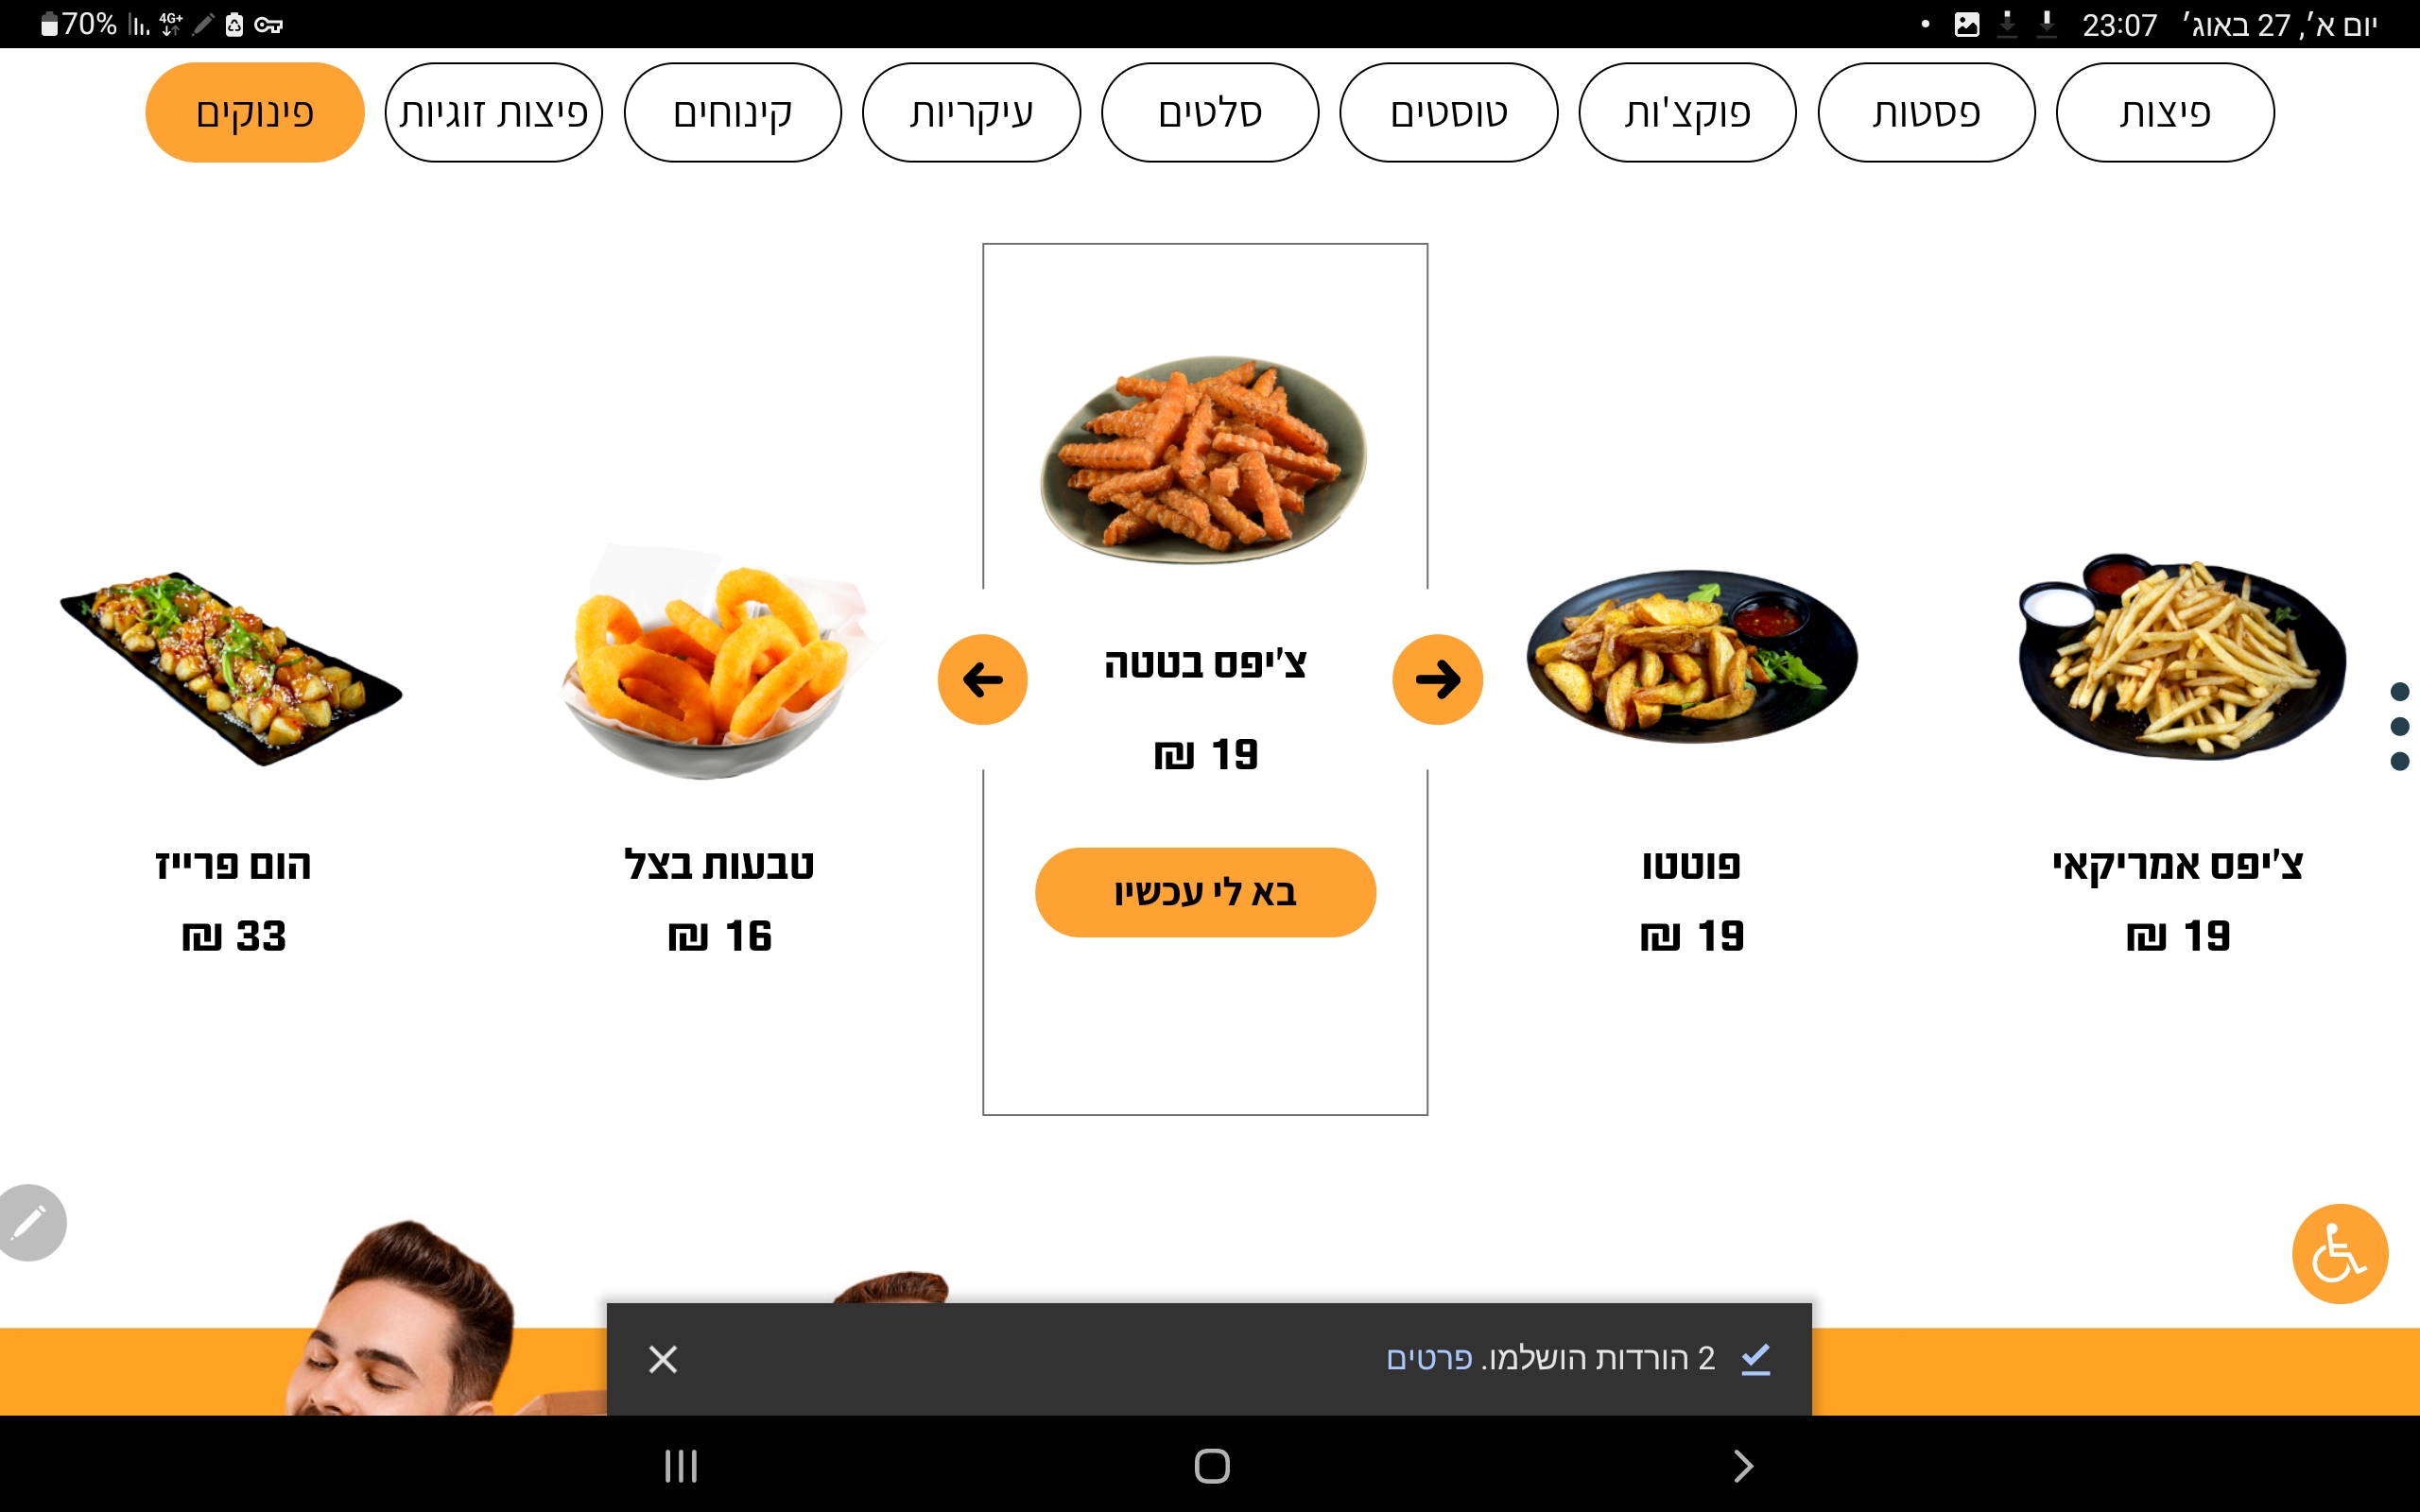 יום א׳, 27 באוג׳ 23:07
4G+ 70%
פיצות
פסטות
פוקצ'ות
טוסטים
סלטים
עיקריות
קינוחים
פיצות זוגיות
פינוקים
צ'יפס אמריקאי
19 ₪
פוטטו
19 ₪
צ'יפס בטטה
19 ₪
בא לי עכשיו
טבעות בצל
16 ₪
הום פרייז
33 ₪
2 הורדות הושלמו. פרטים